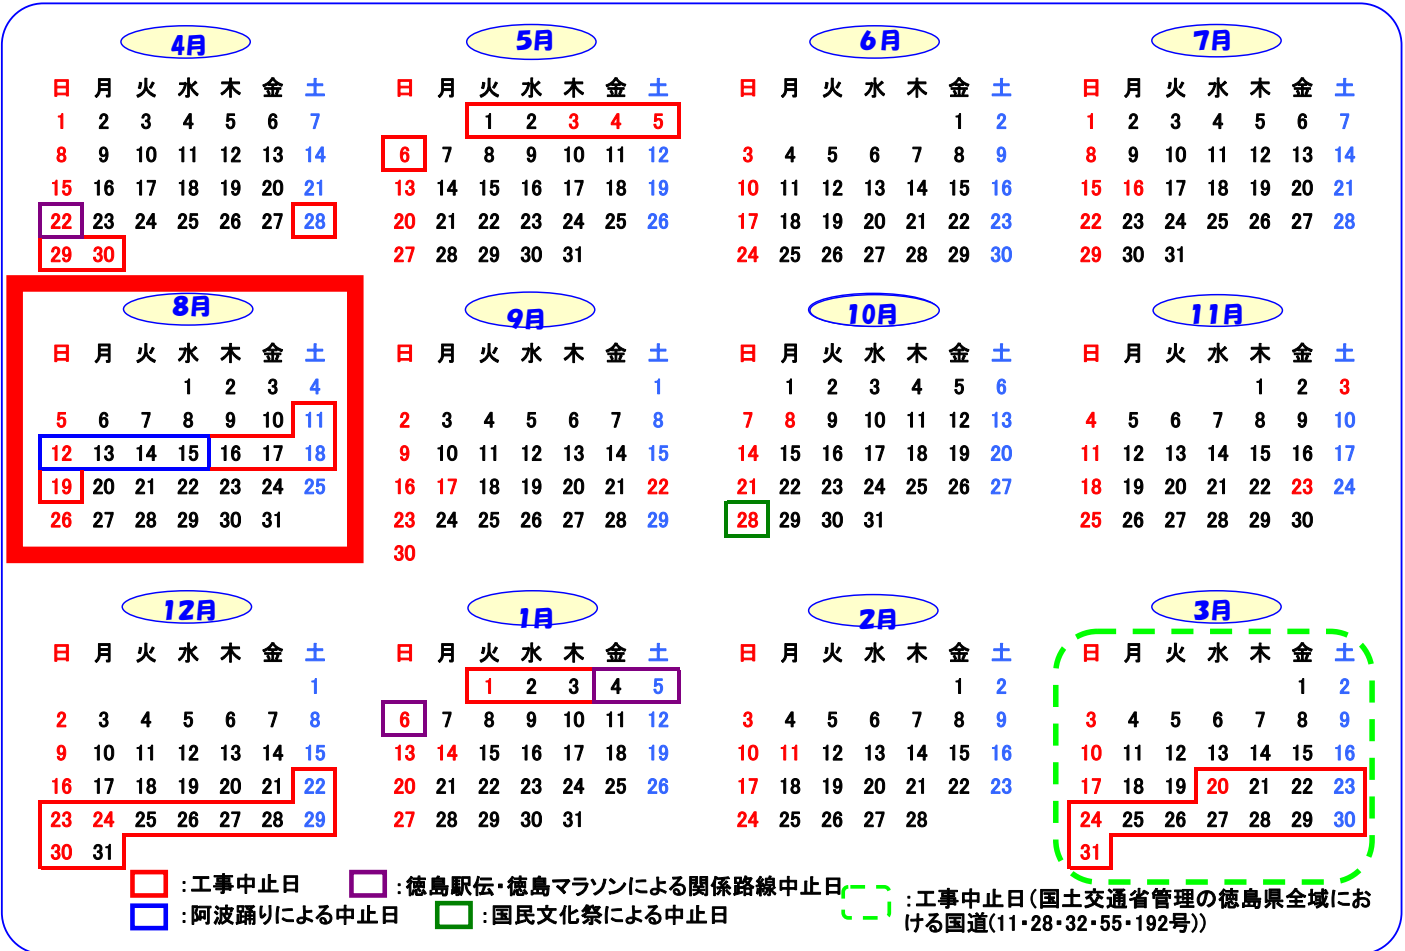 4月 5月 6月 7月
日 月 火 水 木 金 土 日 月 火 水 木 金 土 日 月 火 水 木 金 土 日 月 火 水 木 金 土
1 2 3 4 5 6 7 1 2 3 4 5 1 2 1 2 3 4 5 6 7
8 9 10 11 12 13 14 6 7 8 9 10 11 12 3 4 5 6 7 8 9 8 9 10 11 12 13 14
15 16 17 18 19 20 21 13 14 15 16 17 18 19 10 11 12 13 14 15 16 15 16 17 18 19 20 21
22 23 24 25 26 27 28 20 21 22 23 24 25 26 17 18 19 20 21 22 23 22 23 24 25 26 27 28
29 30 27 28 29 30 31 24 25 26 27 28 29 30 29 30 31
8月 9月 10月 11月
日 月 火 水 木 金 土 日 月 火 水 木 金 土 日 月 火 水 木 金 土 日 月 火 水 木 金 土
1 2 3 4 1 1 2 3 4 5 6 1 2 3
5 6 7 8 9 10 11 2 3 4 5 6 7 8 7 8 9 10 11 12 13 4 5 6 7 8 9 10
12 13 14 15 16 17 18 9 10 11 12 13 14 15 14 15 16 17 18 19 20 11 12 13 14 15 16 17
19 20 21 22 23 24 25 16 17 18 19 20 21 22 21 22 23 24 25 26 27 18 19 20 21 22 23 24
26 27 28 29 30 31 23 24 25 26 27 28 29 28 29 30 31 25 26 27 28 29 30
30
12月 1月 2月 3月
日 月 火 水 木 金 土 日 月 火 水 木 金 土 日 月 火 水 木 金 土 日 月 火 水 木 金 土
1 1 2 3 4 5 1 2 1 2
2 3 4 5 6 7 8 6 7 8 9 10 11 12 3 4 5 6 7 8 9 3 4 5 6 7 8 9
9 10 11 12 13 14 15 13 14 15 16 17 18 19 10 11 12 13 14 15 16 10 11 12 13 14 15 16
16 17 18 19 20 21 22 20 21 22 23 24 25 26 17 18 19 20 21 22 23 17 18 19 20 21 22 23
23 24 25 26 27 28 29 27 28 29 30 31 24 25 26 27 28 24 25 26 27 28 29 30
30 31 31
：工事中止日 ：徳島駅伝・徳島マラソンによる関係路線中止日
：阿波踊りによる中止日 ：国民文化祭による中止日
：工事中止日（国土交通省管理の徳島県全域にお
ける国道(11・28・32・55・192号))